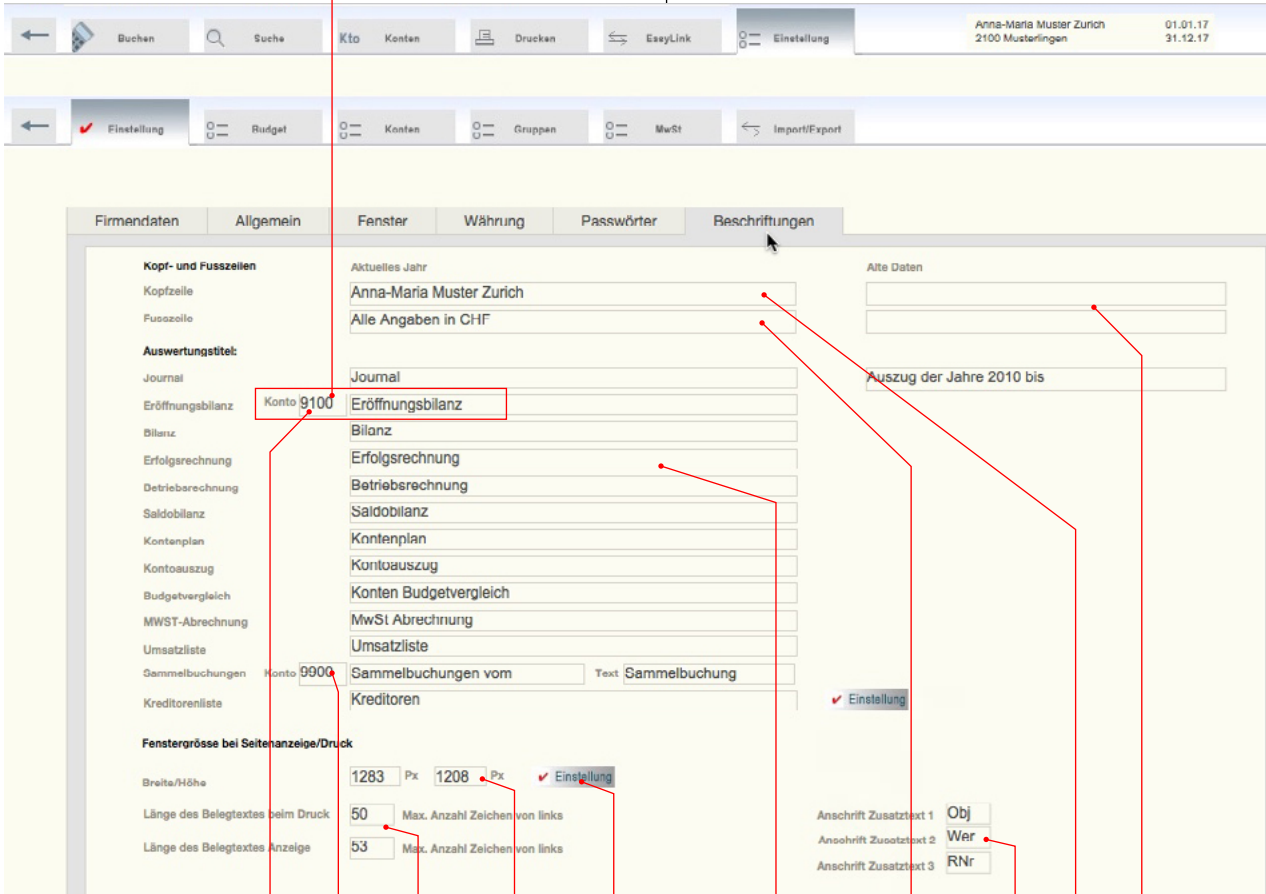 Buchen Suche Kto Konten Drucken EasyLink Einstellung Anna-Maria Muster Zurich 01.01.17
2100 Musterlingen 31.12.17
Einstellung Budget Konten Gruppen MwSt Import/Export
Firmendaten Allgemein Fenster Währung Passwörter Beschriftungen
Kopf- und Fusszeilen Aktuelles Jahr Alte Daten
Kopfzeile Anna-Maria Muster Zurich
Fusszeile Alle Angaben in CHF
Auswertungstitel:
Journal Journal Auszug der Jahre 2010 bis
Eröffnungsbilanz Konto 9100 Eröffnungsbilanz
Bilanz Bilanz
Erfolgsrechnung Erfolgsrechnung
Betriebsrechnung Betriebsrechnung
Saldobilanz Saldobilanz
Kontenplan Kontenplan
Kontoauszug Kontoauszug
Budgetvergleich Konten Budgetvergleich
MWST-Abrechnung MwSt Abrechnung
Umsatzliste Umsatzliste
Sammelbuchungen Konto 9900 Sammelbuchungen vom Text Sammelbuchung
Kreditorenliste Kreditoren Einstellung
Fenstergrösse bei Seitenanzeige/Druck
Breite/Höhe 1283 Px 1208 Px Einstellung
Länge des Belegtextes beim Druck 50 Max. Anzahl Zeichen von links Anschrift Zusatztext 1 Obj
Anschrift Zusatztext 2 Wer
Länge des Belegtextes Anzeige 53 Max. Anzahl Zeichen von links
Anschrift Zusatztext 3 RNr